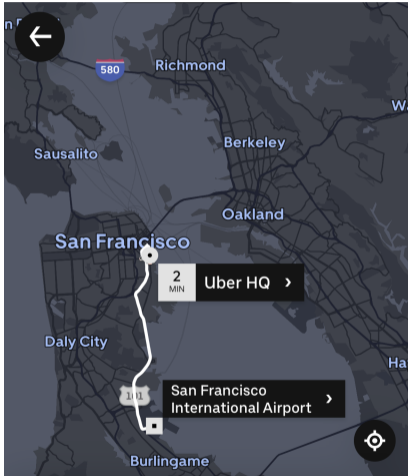 580
Richmond
Berkeley
Sausalito
Oakland
San Francisco
2
MIN
Uber HQ
Daly City
Ha
101
San Francisco
International Airport
Burlingame